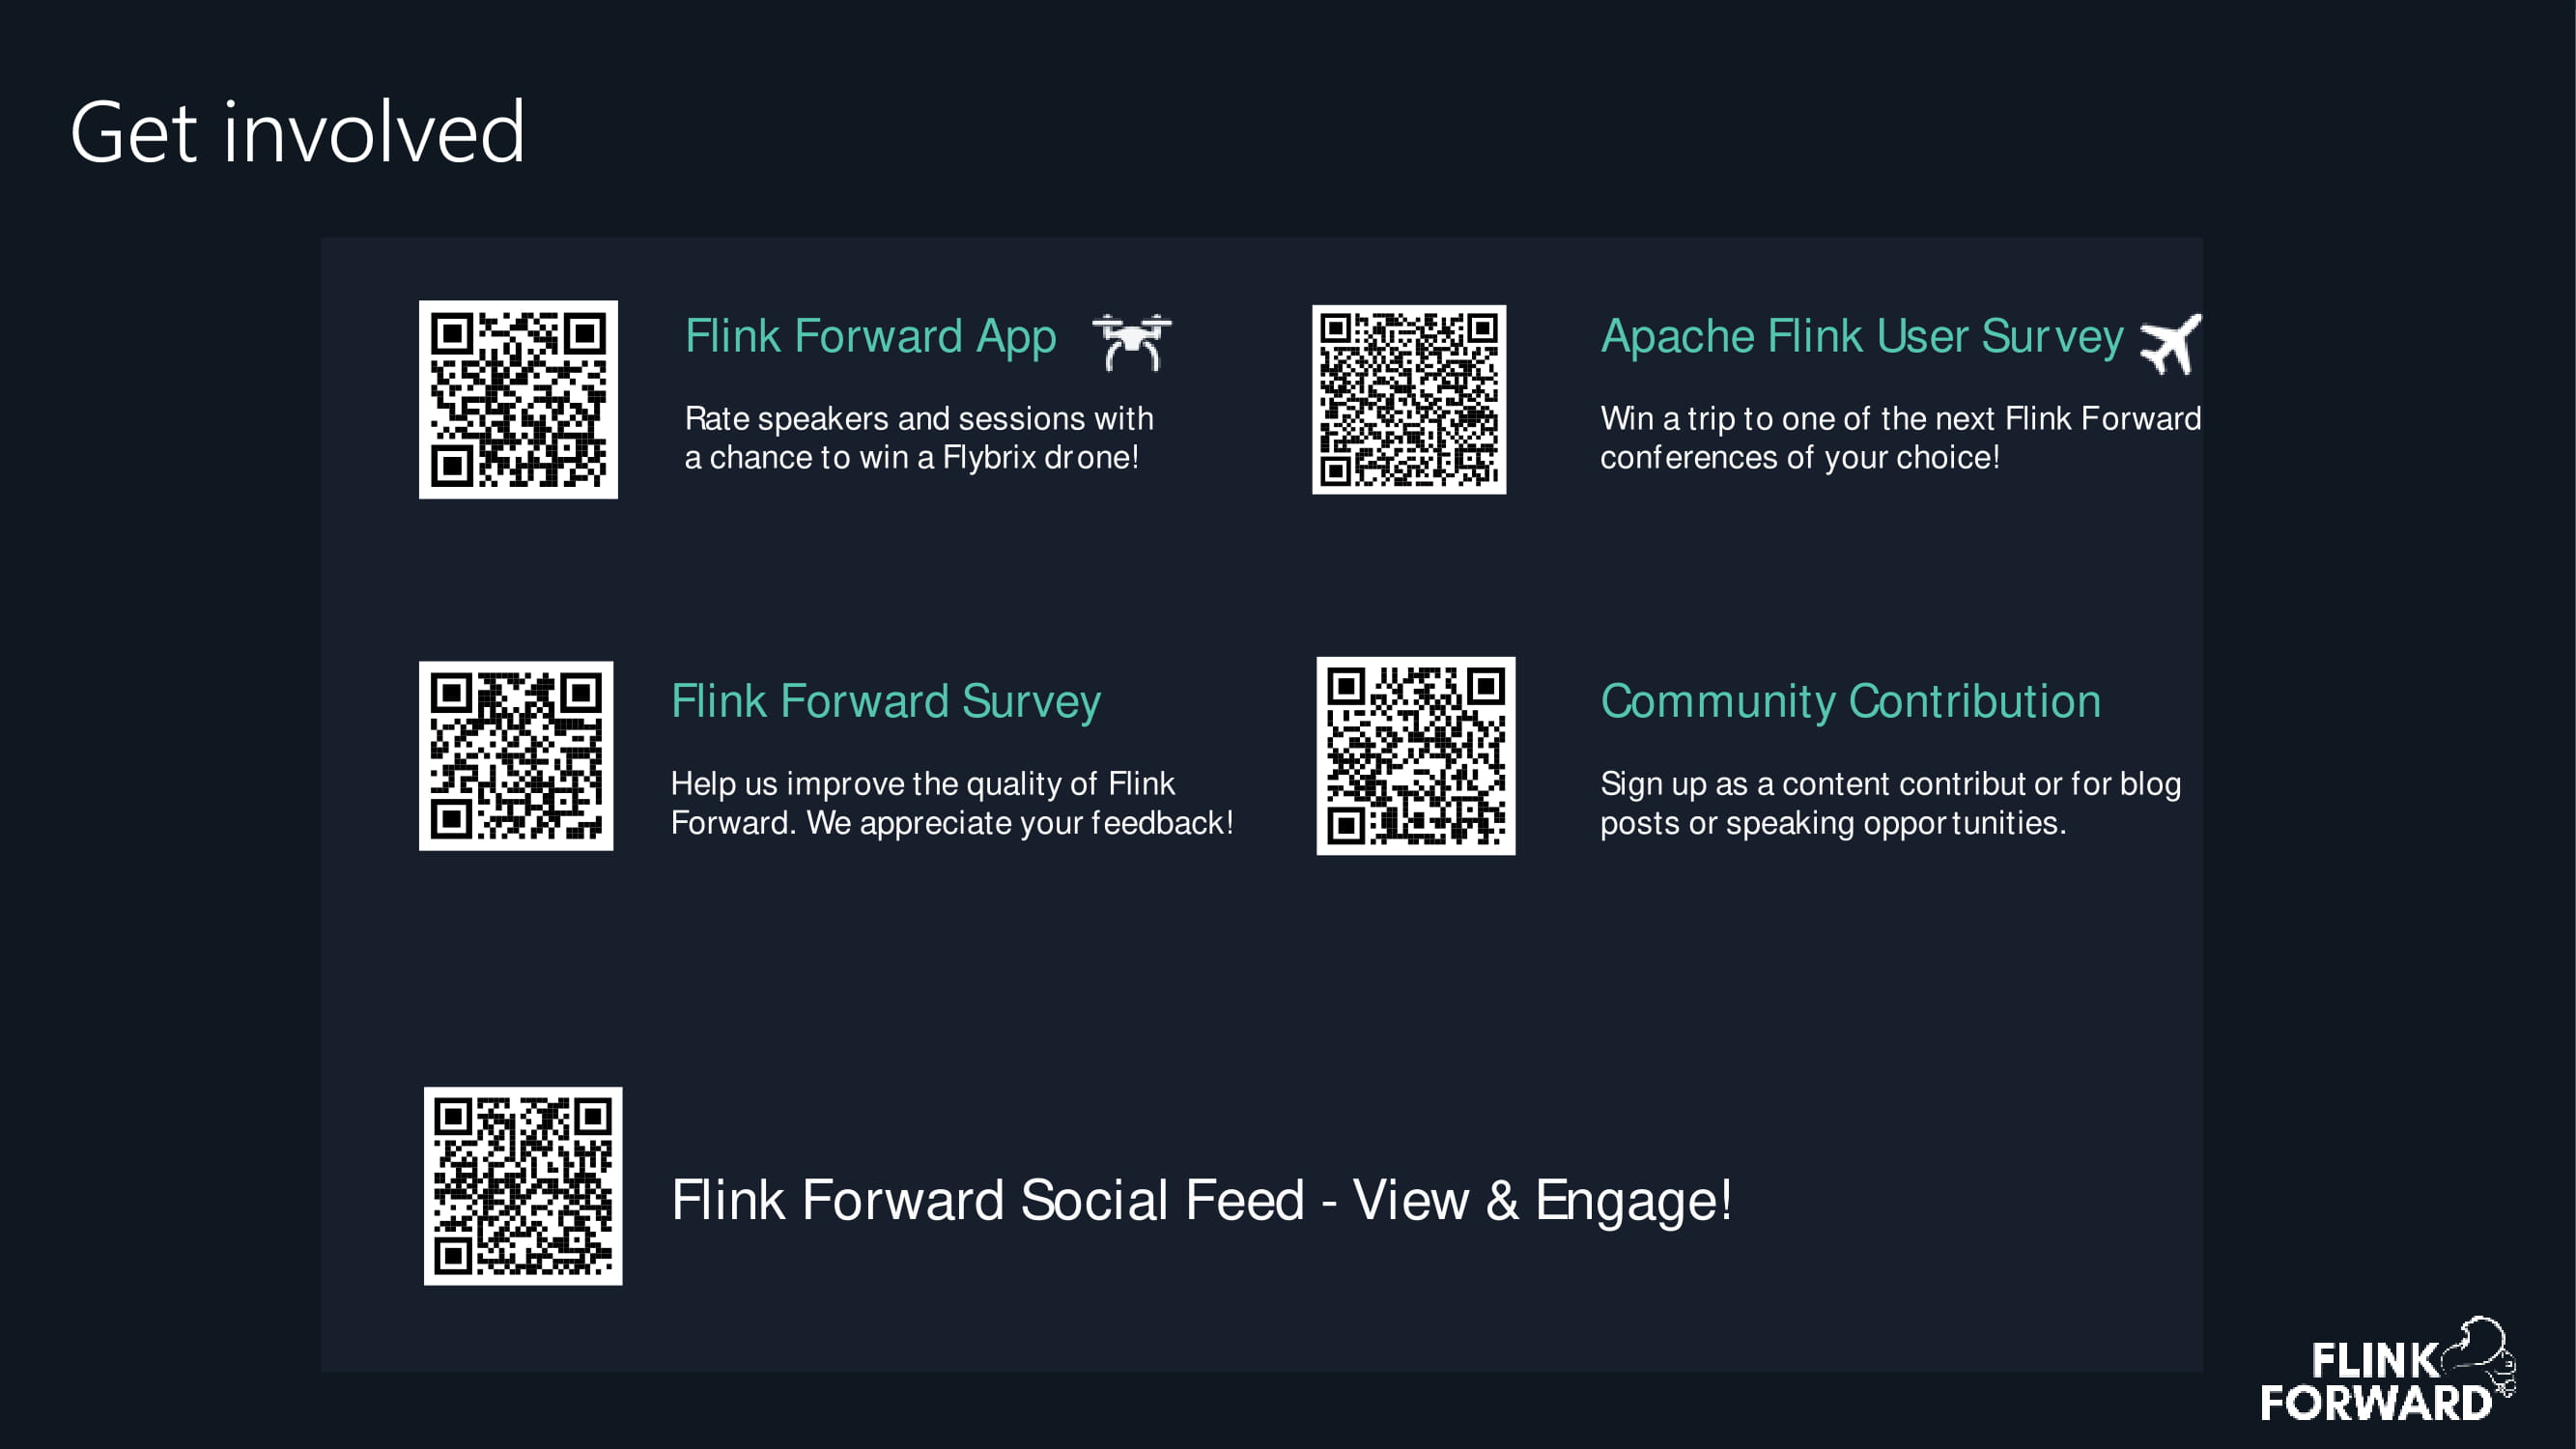 Get involved
Flink Forward App
Rate speakers and sessions with
a chance to win a Flybrix drone!
Apache Flink User Survey
Win a trip to one of the next Flink Forward
conferences of your choice!
Flink Forward Survey
Help us improve the quality of Flink
Forward. We appreciate your feedback!
Community Contribution
Sign up as a content contributor for blog
posts or speaking opportunities.
Flink Forward Social Feed - View & Engage!
FLINK
FORWARD